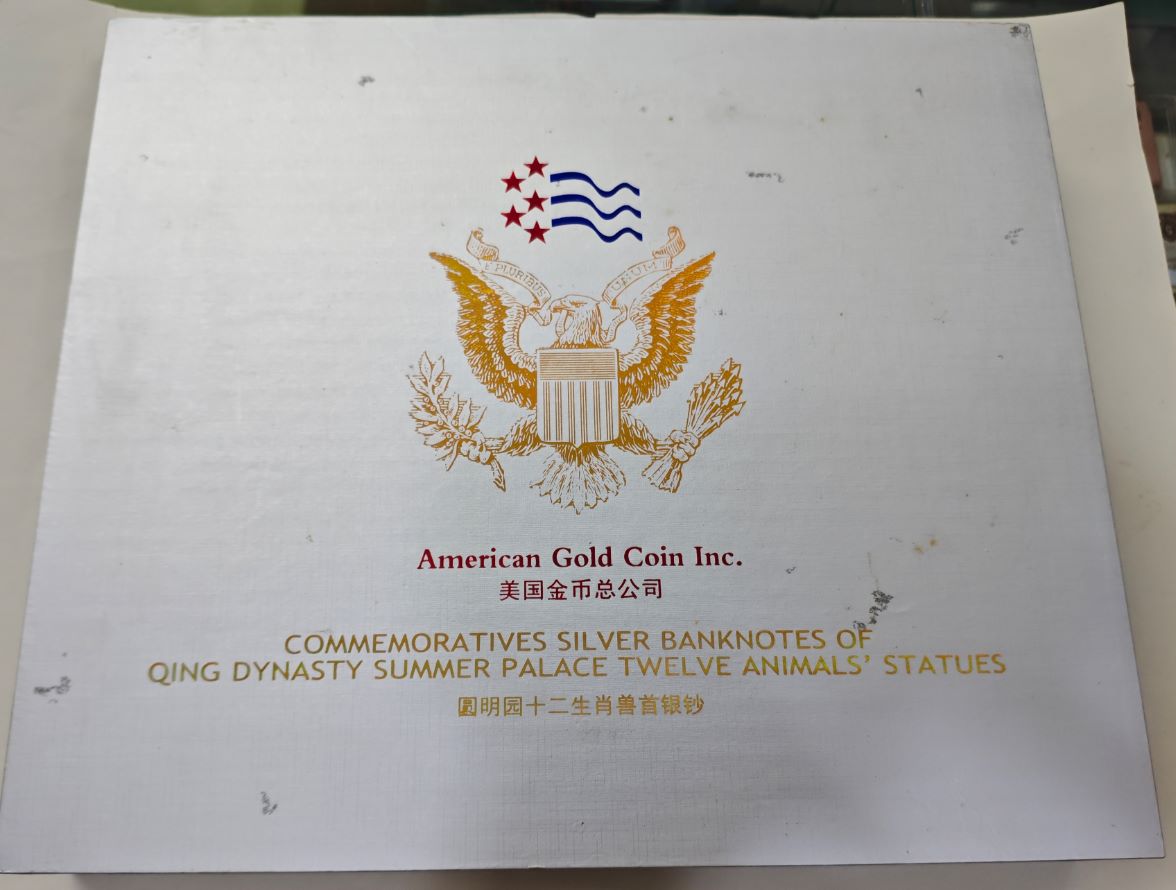 E PLURIBUS UNUM
American Gold Coin Inc.
美国金币总公司
COMMEMORATIVES SILVER BANKNOTES OF
QING DYNASTY SUMMER PALACE TWELVE ANIMALS’ STATUES
圆明园十二生肖兽首银钞